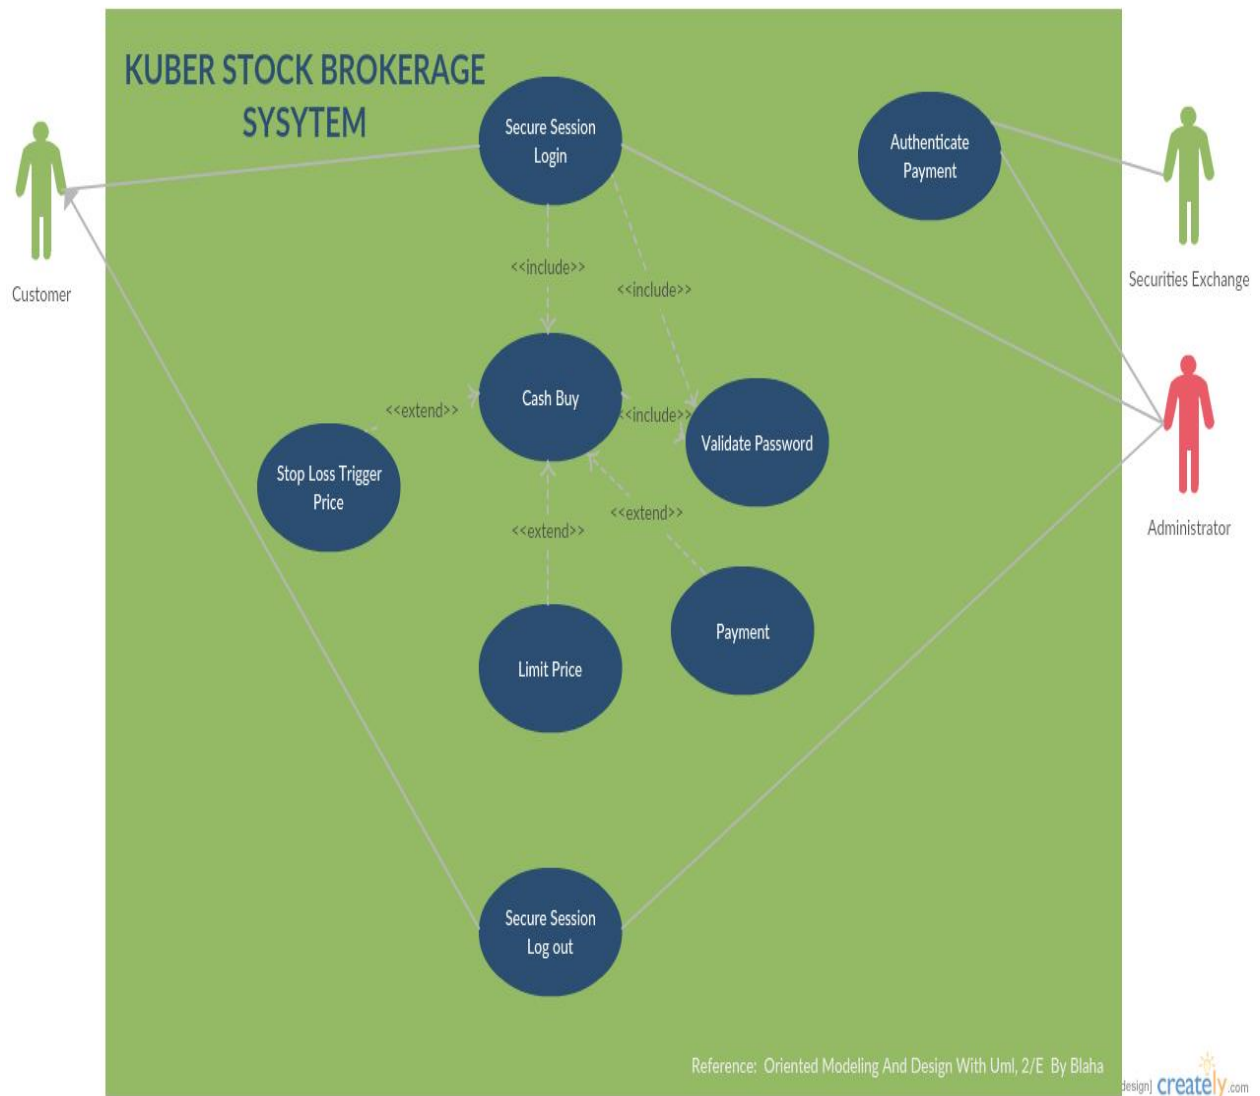 KUBER STOCK BROKERAGE
SYSYTEM
Secure Session
Login
Authenticate
Payment
Customer
Securities Exchange
<<include>>
<<include>>
Cash Buy
<<extend>>
<<include>>
Validate Password
Stop Loss Trigger
Price
<<extend>>
<<extend>>
Administrator
Limit Price
Payment
Secure Session
Log out
Reference: Oriented Modeling And Design With Uml, 2/E By Blaha
design] creately.com